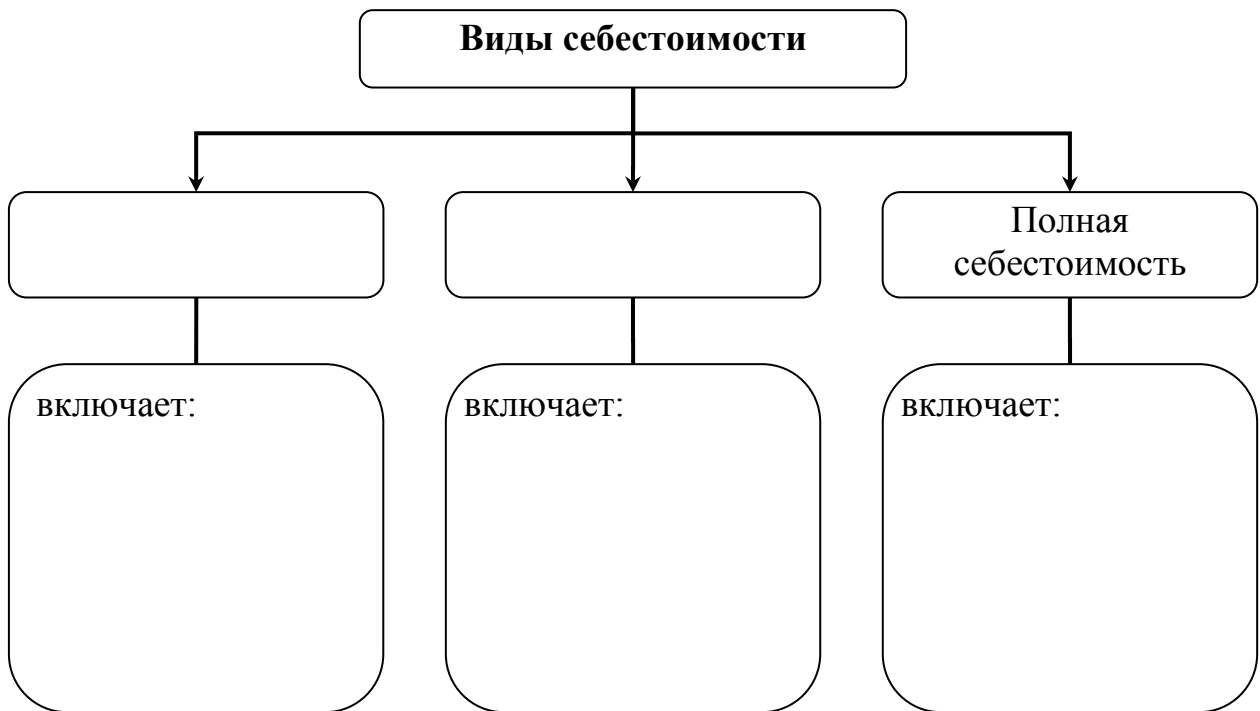 Виды себестоимости
Полная
себестоимость
включает:
включает:
включает: